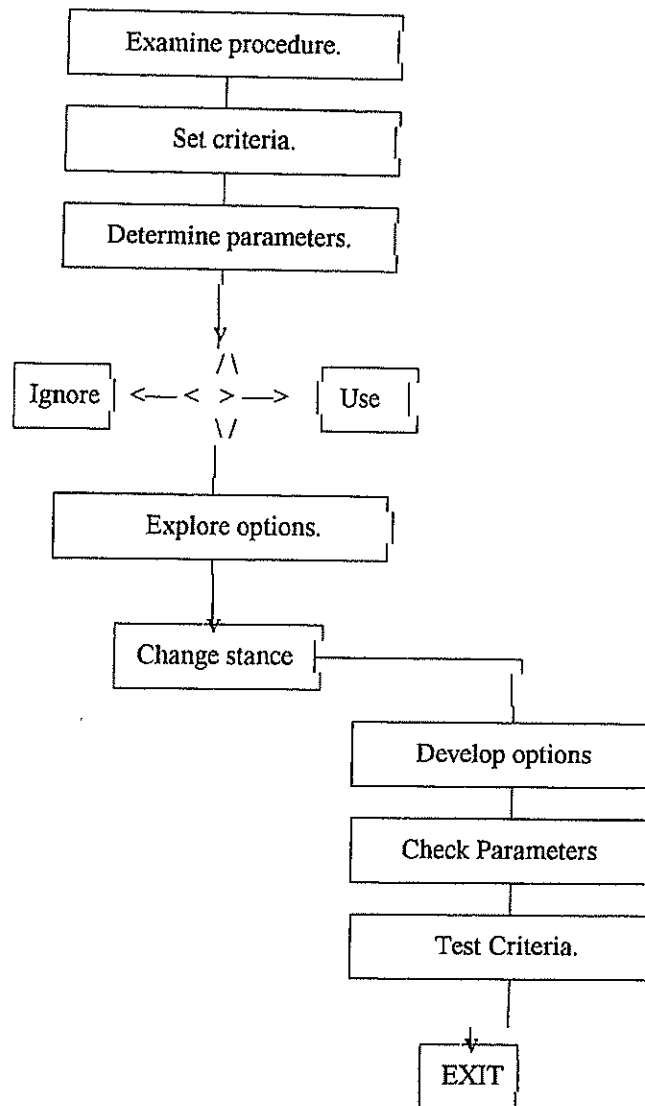 Examine procedure.
Set criteria.
Determine parameters.
Ignore
Use
Explore options.
Change stance
Develop options
Check Parameters
Test Criteria.
EXIT